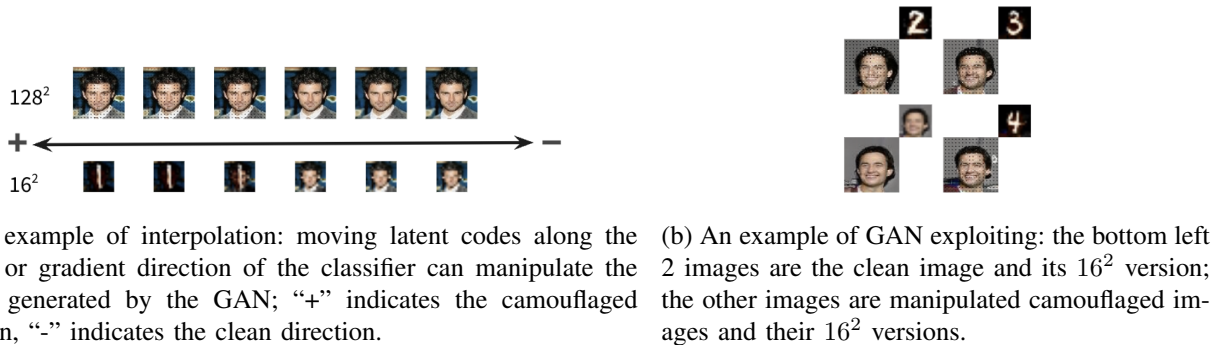 2 3
128²
+ −
4
16²
example of interpolation: moving latent codes along the
or gradient direction of the classifier can manipulate the
generated by the GAN; “+” indicates the camouflaged
n, “-” indicates the clean direction.
(b) An example of GAN exploiting: the bottom left
2 images are the clean image and its 16² version;
the other images are manipulated camouflaged im-
ages and their 16² versions.